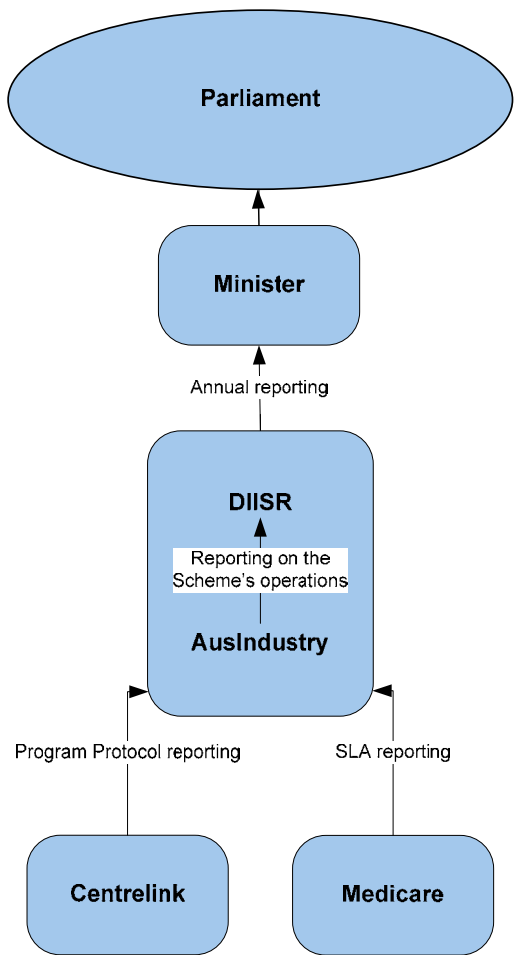 Parliament
Minister
Annual reporting
DIISR
Reporting on the
Scheme's operations
AusIndustry
Program Protocol reporting
SLA reporting
Centrelink
Medicare